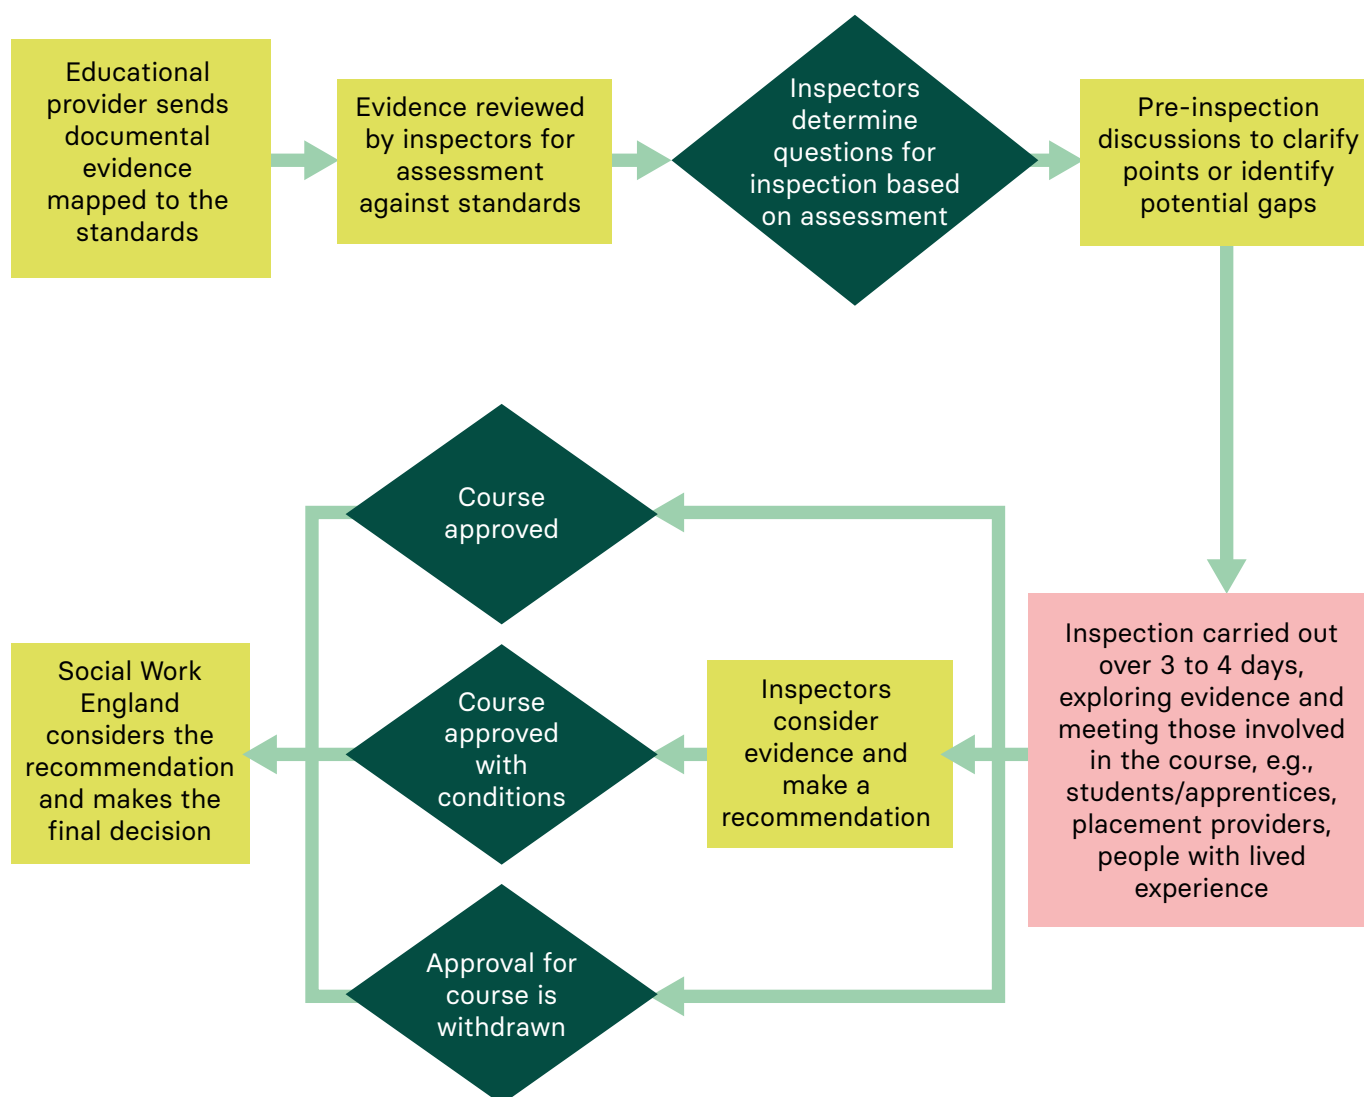 Educational
provider sends
documental
evidence
mapped to the
standards
Evidence reviewed
by inspectors for
assessment
against standards
Inspectors
determine
questions for
inspection based
on assessment
Pre-inspection
discussions to clarify
points or identify
potential gaps
Inspection carried out
over 3 to 4 days,
exploring evidence and
meeting those involved
in the course, e.g.,
students/apprentices,
placement providers,
people with lived
experience
Inspectors
consider
evidence and
make a
recommendation
Course
approved
Course
approved
with
conditions
Approval for
course is
withdrawn
Social Work
England
considers the
recommendation
and makes the
final decision